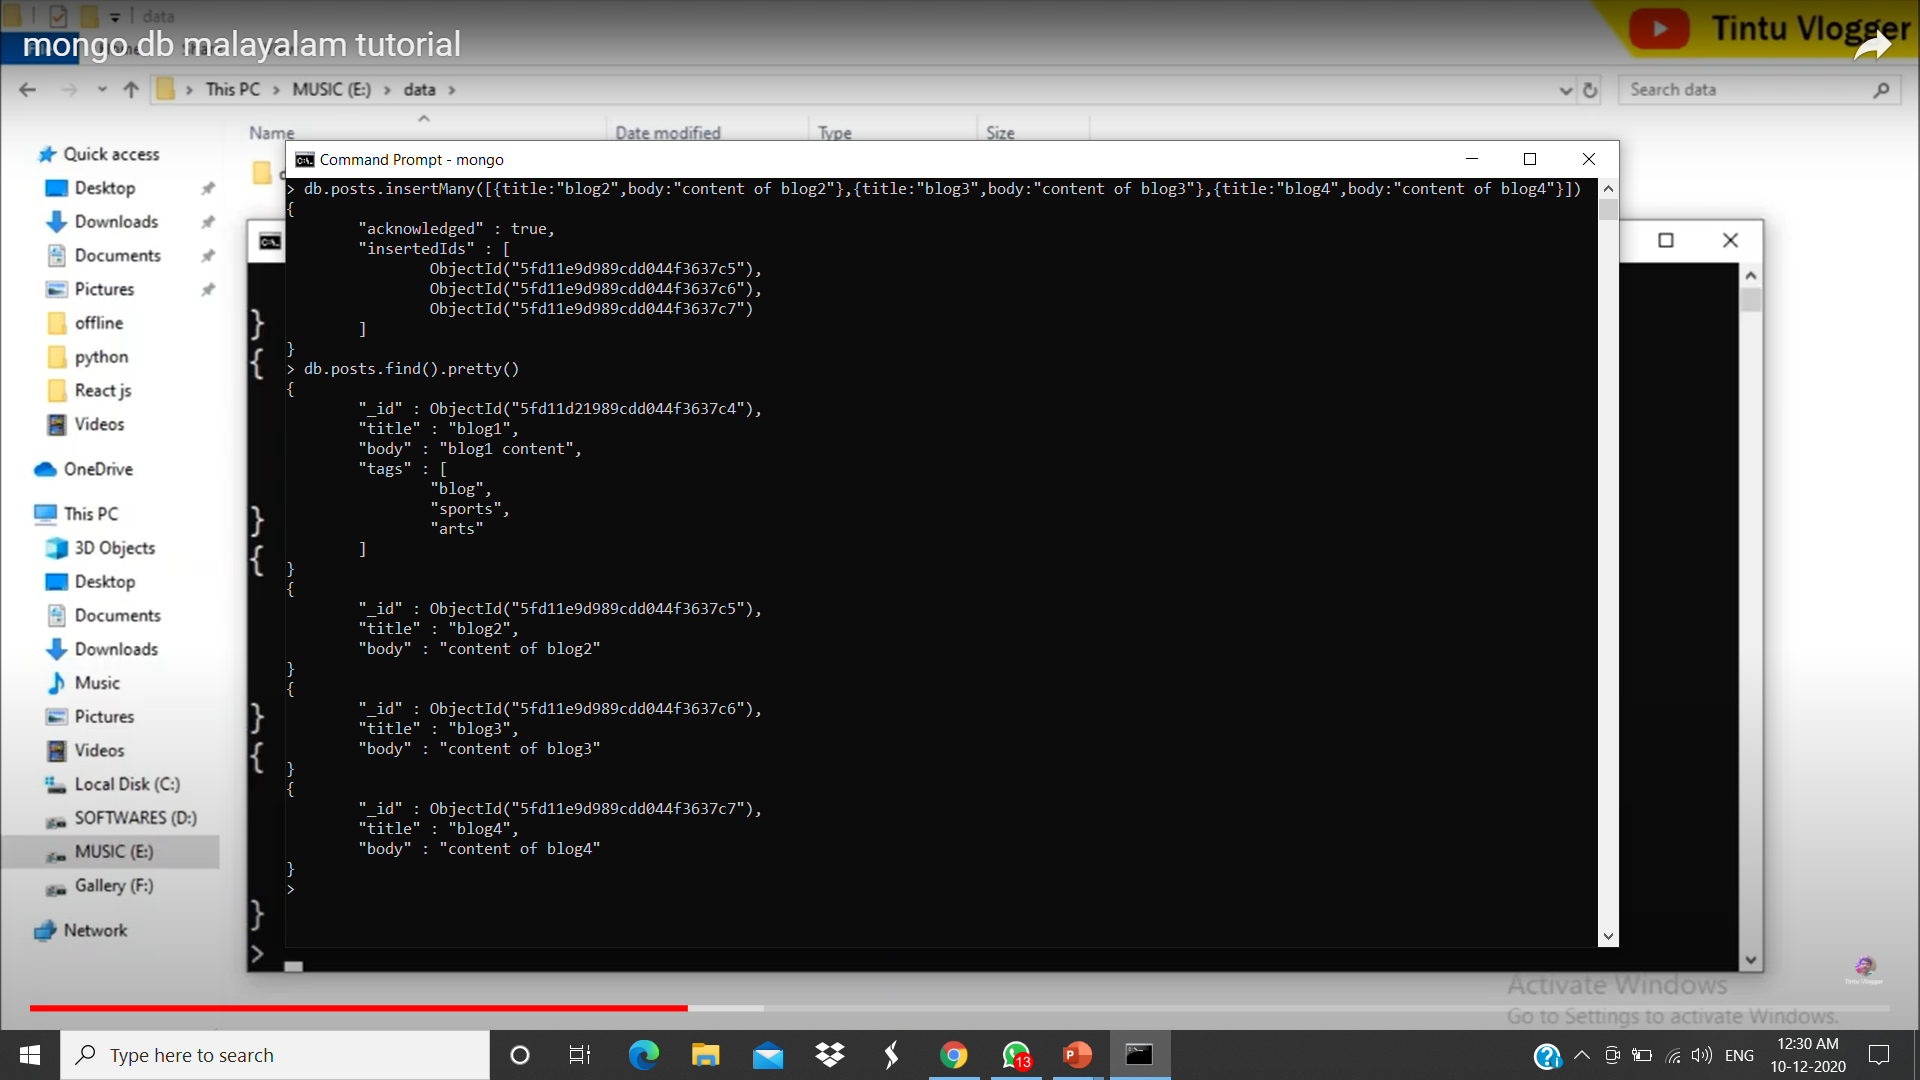 data
mongo db malayalam tutorial
Tintu Vlogger
This PC > MUSIC (E:) > data >
Search data
Name
Date modified
Type
Size
Quick access
Desktop
Downloads
Documents
Pictures
offline
python
React js
Videos
OneDrive
This PC
3D Objects
Desktop
Documents
Downloads
Music
Pictures
Videos
Local Disk (C:)
SOFTWARES (D:)
MUSIC (E:)
Gallery (F:)
Network
}
{
}
{
}
{
}
>
Command Prompt - mongo
> db.posts.insertMany([{title:"blog2",body:"content of blog2"},{title:"blog3",body:"content of blog3"},{title:"blog4",body:"content of blog4"}])
{
"acknowledged" : true,
"insertedIds" : [
ObjectId("5fd11e9d989cdd044f3637c5"),
ObjectId("5fd11e9d989cdd044f3637c6"),
ObjectId("5fd11e9d989cdd044f3637c7")
]
}
> db.posts.find().pretty()
{
"_id" : ObjectId("5fd11d21989cdd044f3637c4"),
"title" : "blog1",
"body" : "blog1 content",
"tags" : [
"blog",
"sports",
"arts"
]
}
{
"_id" : ObjectId("5fd11e9d989cdd044f3637c5"),
"title" : "blog2",
"body" : "content of blog2"
}
{
"_id" : ObjectId("5fd11e9d989cdd044f3637c6"),
"title" : "blog3",
"body" : "content of blog3"
}
{
"_id" : ObjectId("5fd11e9d989cdd044f3637c7"),
"title" : "blog4",
"body" : "content of blog4"
}
>
Tintu Vlogger
Activate Windows
Go to Settings to activate Windows.
Type here to search
13
ENG
12:30 AM
10-12-2020